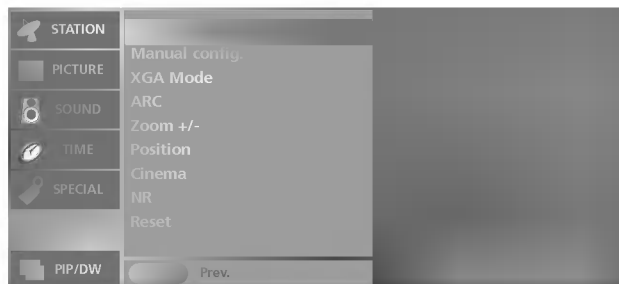 STATION
PICTURE
SOUND
TIME
SPECIAL
PIP/DW
Manual config.
XGA Mode
ARC
Zoom +/-
Position
Cinema
NR
Reset
Prev.